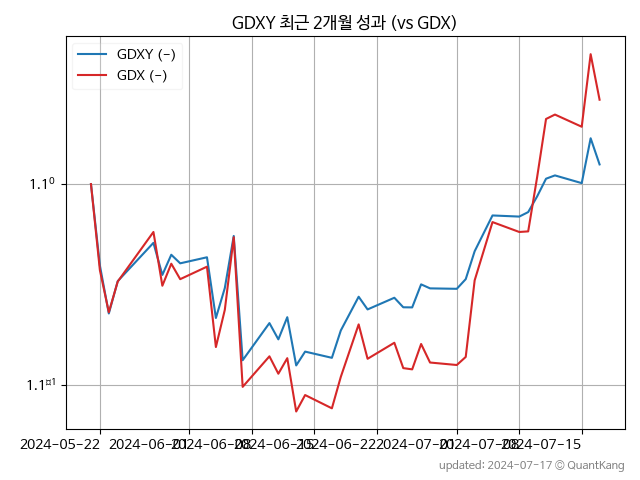 GDXY 최근 2개월 성과 (vs GDX)
GDXY (-)
GDX (-)
1.1⁰
2024-05-22 2024-06-01 2024-06-08 2024-06-15 2024-06-22 2024-07-01 2024-07-08 2024-07-15
updated: 2024-07-17 © QuantKang